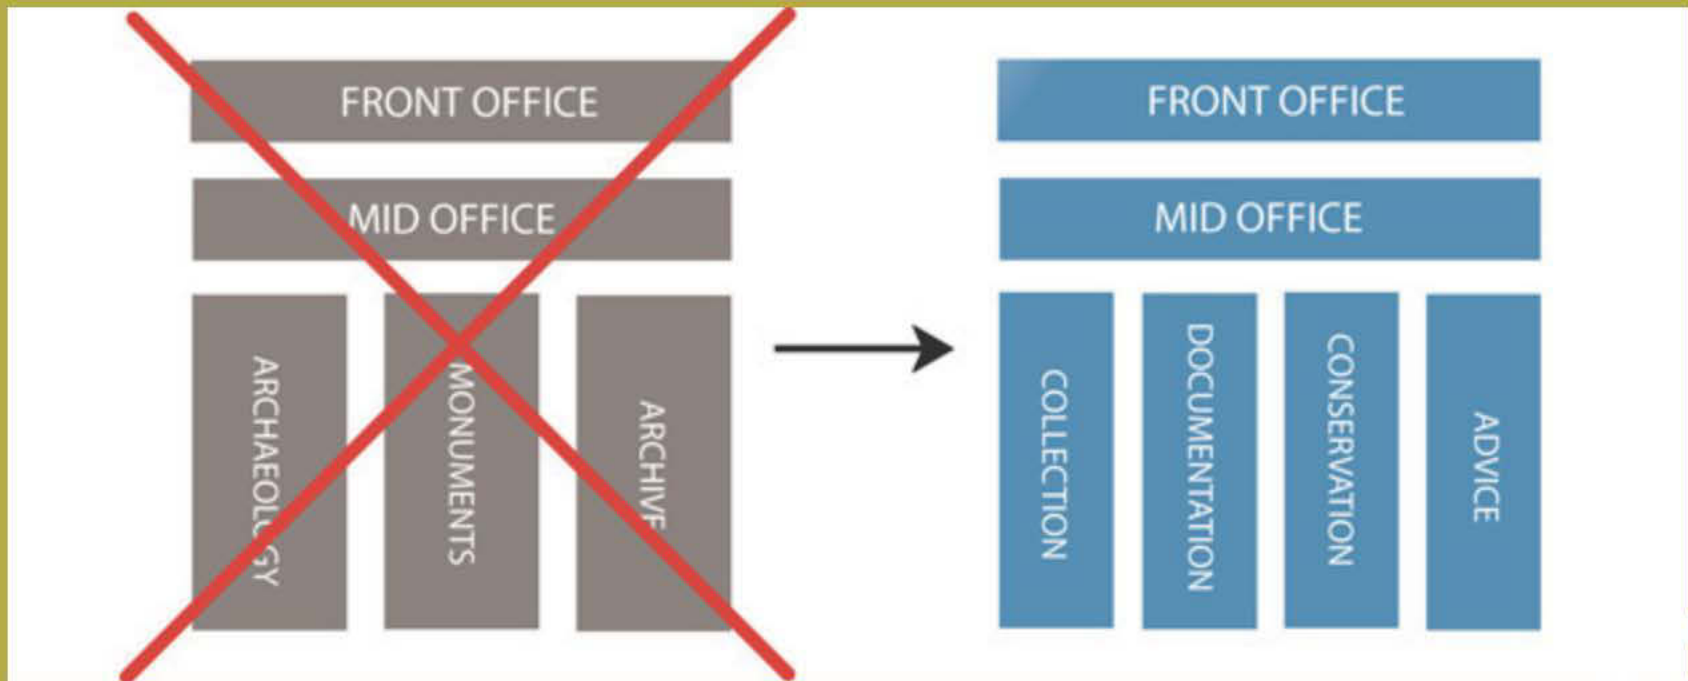 FRONT OFFICE
MID OFFICE
ARCHAEOLOGY
MONUMENTS
ARCHIVE
FRONT OFFICE
MID OFFICE
COLLECTION
DOCUMENTATION
CONSERVATION
ADVICE